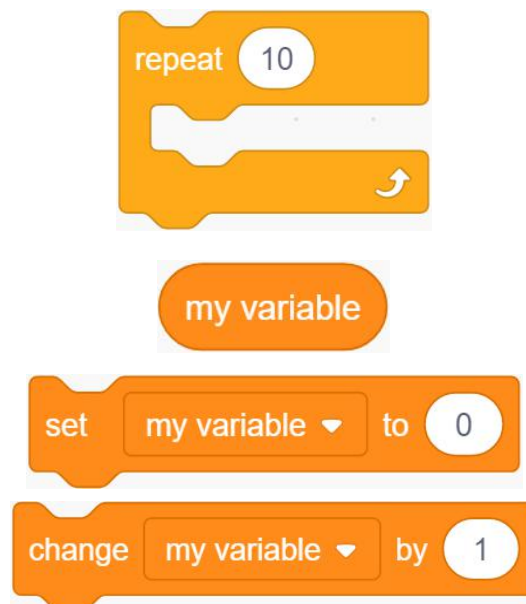 repeat 10
my variable
set my variable to 0
change my variable by 1